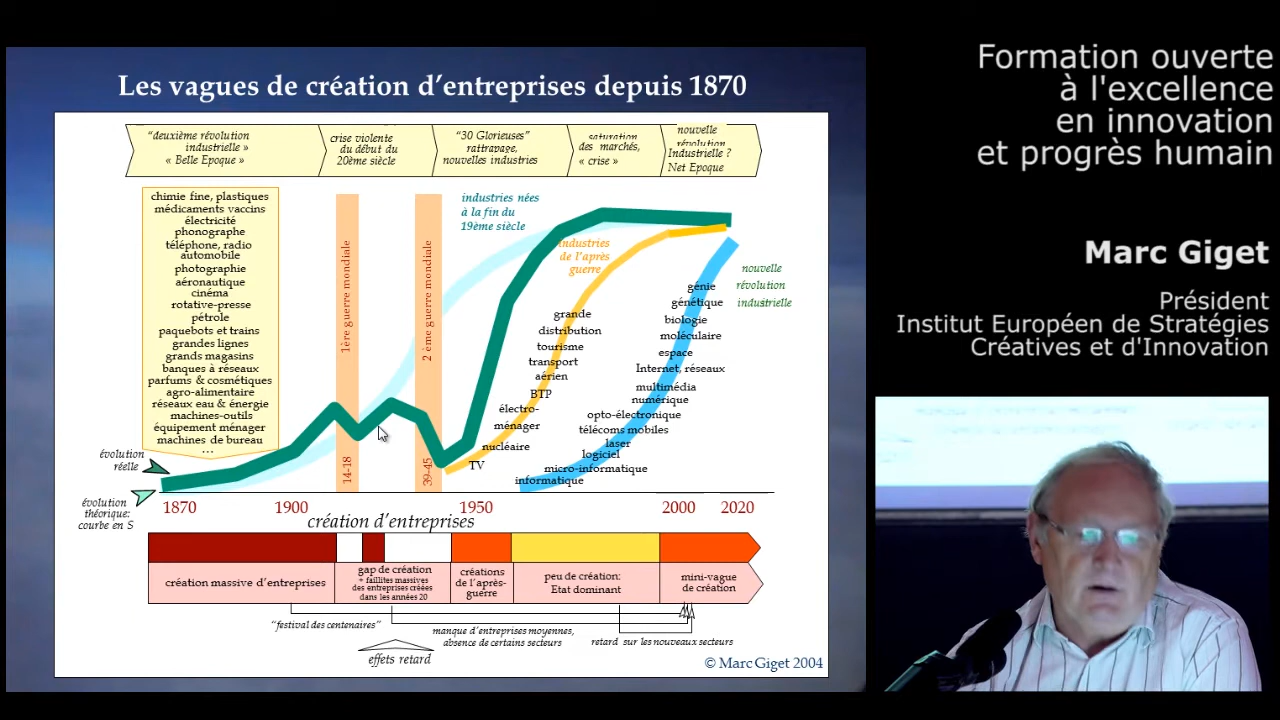 Les vagues de création d'entreprises depuis 1870
"deuxième révolution
industrielle »
« Belle Epoque »
crise violente
du début du
20ème siècle
"30 Glorieuses"
rattrapage,
nouvelles industries
saturation
des marchés,
« crise »
nouvelle
révolution
Industrielle ?
Net Epoque
chimie fine, plastiques
médicaments vaccins
électricité
phonographe
téléphone, radio
automobile
photographie
aéronautique
cinéma
rotative-presse
pétrole
paquebots et trains
grandes lignes
grands magasins
banques à réseaux
parfums & cosmétiques
agro-alimentaire
réseaux eau & énergie
machines-outils
équipement ménager
machines de bureau
...
1ère guerre mondiale
14-18
2 ème guerre mondiale
39-45
industries nées
à la fin du
19ème siècle
industries
de l'après
guerre
nouvelle
révolution
industrielle
grande
distribution
tourisme
transport
aérien
BTP
électro-
ménager
nucléaire
TV
génie
génétique
biologie
moléculaire
espace
Internet, réseaux
multimédia
numérique
opto-électronique
télécoms mobiles
laser
logiciel
micro-informatique
informatique
évolution
réelle
évolution
théorique:
courbe en S
1870
1900
1950
2000
2020
création d'entreprises
création massive d'entreprises
gap de création
+ faillites massives
des entreprises créées
dans les années 20
créations
de l'après-
guerre
peu de création:
Etat dominant
mini-vague
de création
"festival des centenaires"
manque d'entreprises moyennes,
absence de certains secteurs
retard sur les nouveaux secteurs
effets retard
© Marc Giget 2004
Formation ouverte
à l'excellence
en innovation
et progrès humain
Marc Giget
Président
Institut Européen de Stratégies
Créatives et d'Innovation